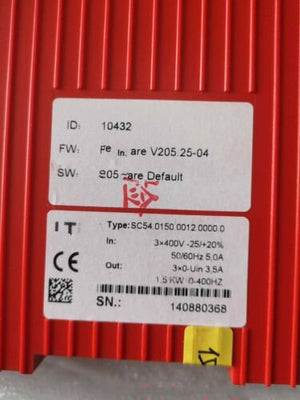 ID: 10432
FW: are V205.25-04
SW: are Default
Type: SC54.0150.0012.0000.0
In: 3×400V -25/+20%
50/60Hz 5,0A
Out: 3×0-Uin 3,5A
1,5 KW 0-400HZ
CE
SN.: 140880368